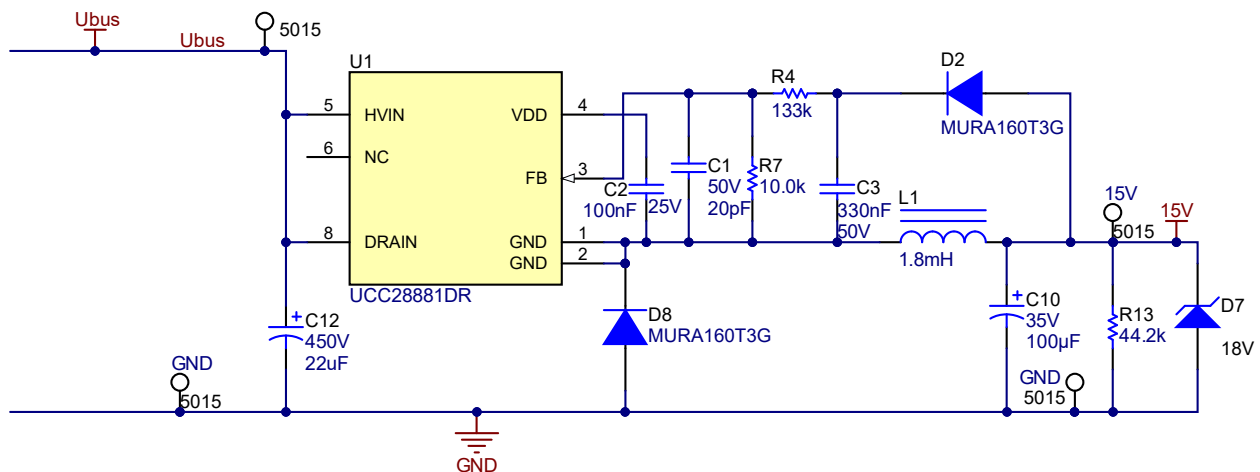 Ubus
Ubus
5015
U1
5
HVIN
6
NC
8
DRAIN
VDD
4
FB
3
GND
1
GND
2
UCC28881DR
C12
450V
22uF
GND
5015
GND
C2
100nF
25V
C1
50V
20pF
R7
10.0k
R4
133k
C3
330nF
50V
D2
MURA160T3G
L1
1.8mH
D8
MURA160T3G
15V
5015
15V
C10
35V
100µF
R13
44.2k
D7
18V
GND
5015